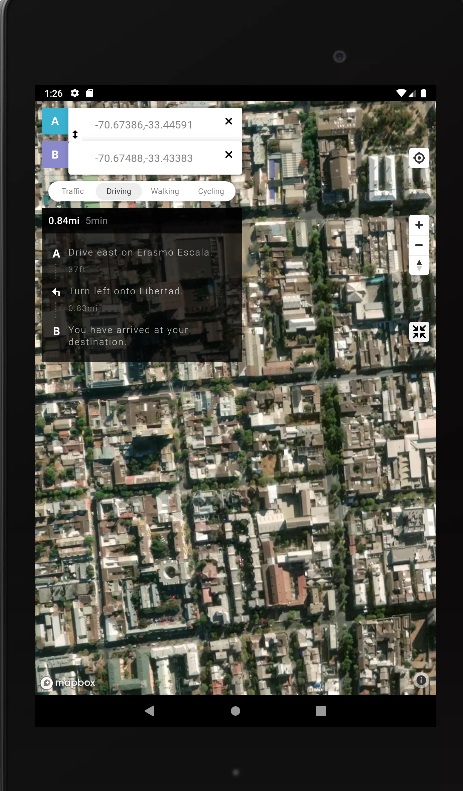 1:26
A
-70.67386,-33.44591
B
-70.67488,-33.43383
Traffic
Driving
Walking
Cycling
0.84mi 5min
A Drive east on Erasmo Escala.
37ft
Turn left onto Libertad.
0.83mi
B You have arrived at your
destination.
mapbox